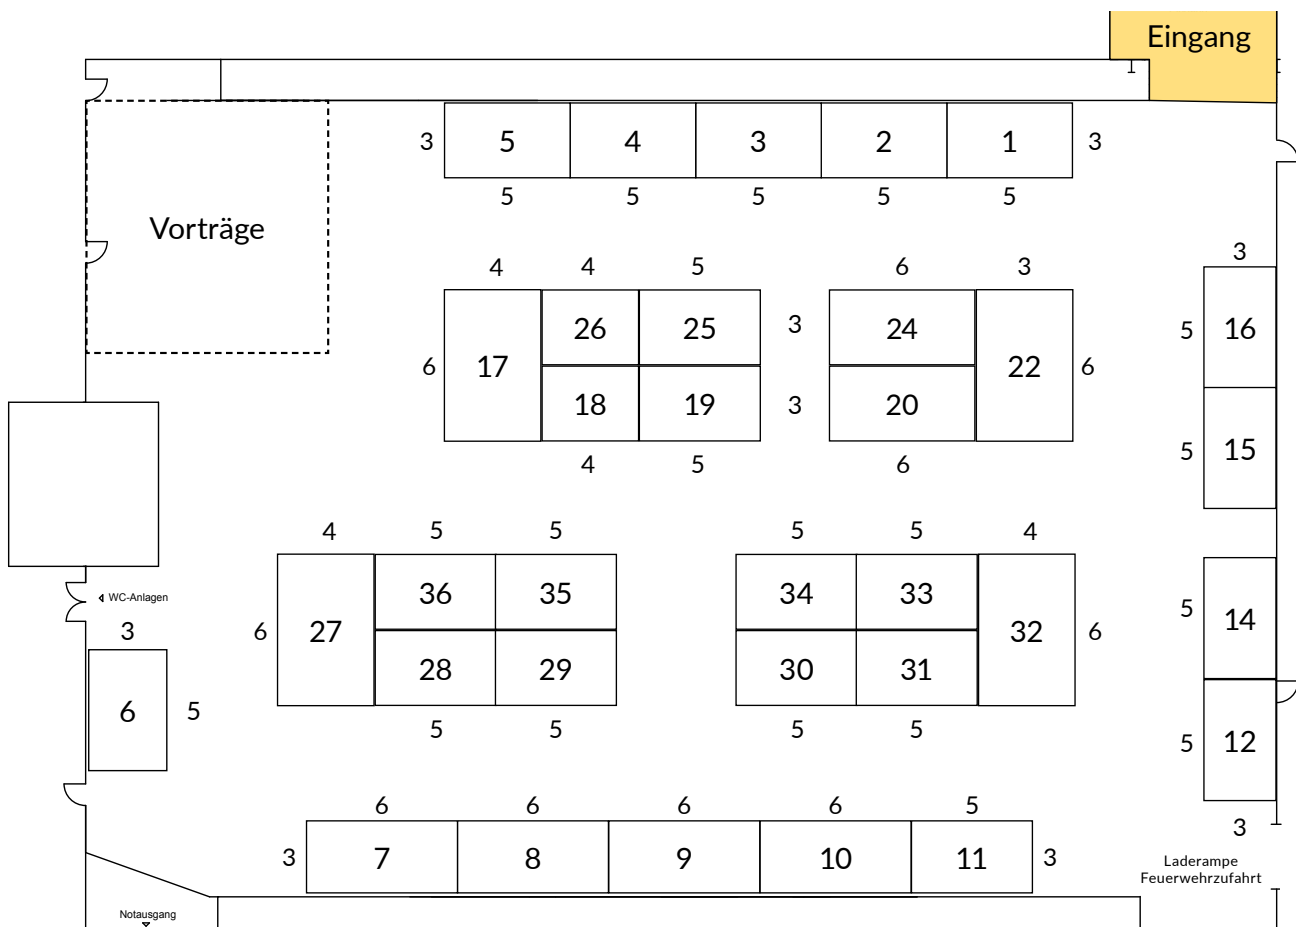 Eingang
3 5 4 3 2 1 3
5 5 5 5 5
Vorträge
4 4 5 6 3 3
26 25 3 24 5 16
6 17 22 6
18 19 3 20
5 15
4 5 6
4 5 5 5 5 4
36 35 34 33
WC-Anlagen
5 14
3 6 27 32 6
28 29 30 31
6 5
5 5 5 5 5 12
6 6 6 6 5
3
3 7 8 9 10 11 3
Laderampe
Feuerwehrzufahrt
Notausgang